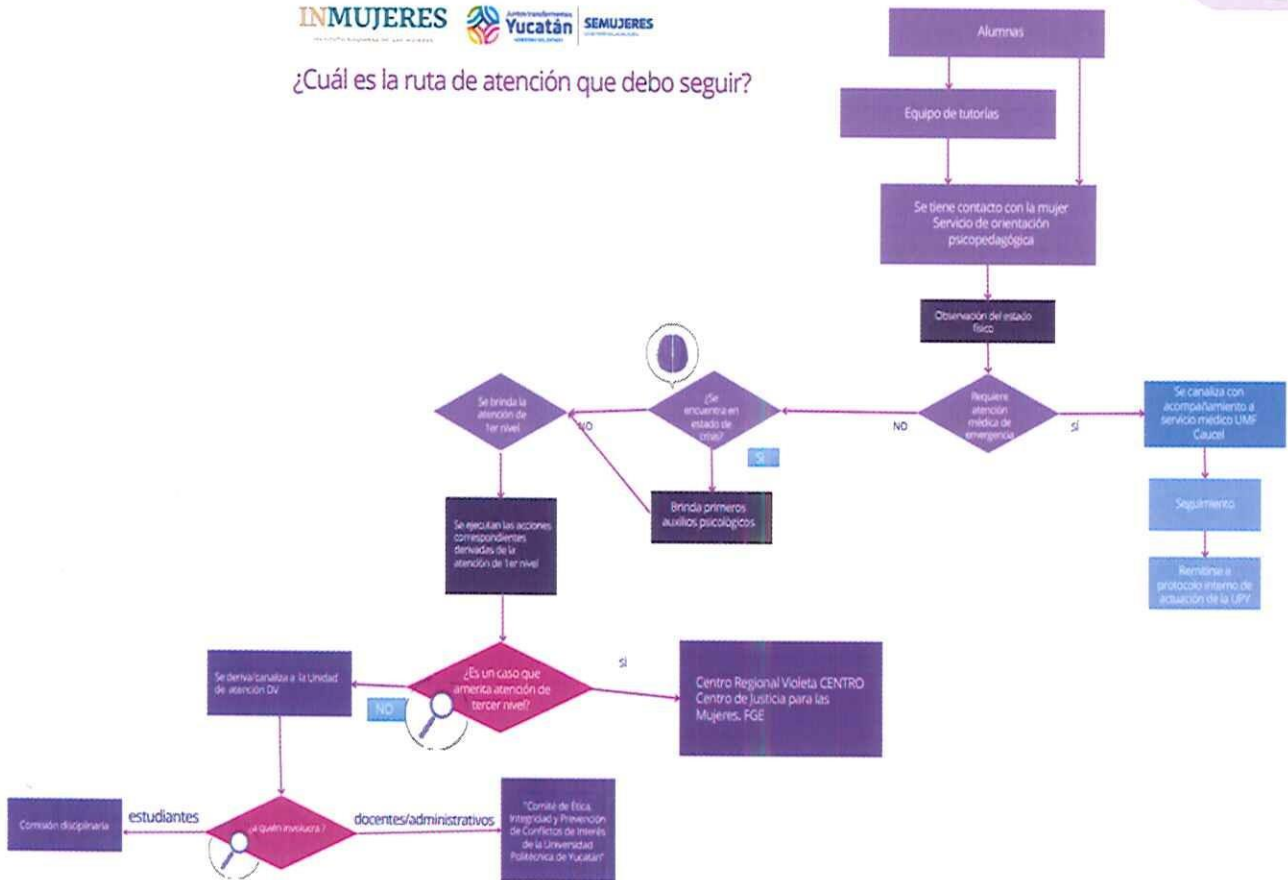 INMUJERES
Juntos transformemos
Yucatán
GOBIERNO DEL ESTADO
SEMUJERES
¿Cuál es la ruta de atención que debo seguir?
Alumnas
Equipo de tutorías
Se tiene contacto con la mujer
Servicio de orientación
psicopedagógica
Observación del estado
físico
Requiere
atención
médica de
emergencia
SÍ
NO
Se canaliza con
acompañamiento a
servicio médico UMF
Caucel
Seguimiento
Remitirse a
protocolo interno de
actuación de la UPY
¿Se
encuentra en
estado de
crisis?
NO
SÍ
Brinda primeros
auxilios psicológicos
Se brinda la
atención de
1er nivel
Se ejecutan las acciones
correspondientes
derivadas de la
atención de 1er nivel
¿Es un caso que
amerita atención de
tercer nivel?
SÍ
NO
Centro Regional Violeta CENTRO
Centro de Justicia para las
Mujeres. FGE
Se deriva/canaliza a la Unidad
de atención DV
¿a quién involucra?
estudiantes
docentes/administrativos
Comisión disciplinaria
"Comité de Ética,
Integridad y Prevención
de Conflictos de Interés
de la Universidad
Politécnica de Yucatán"